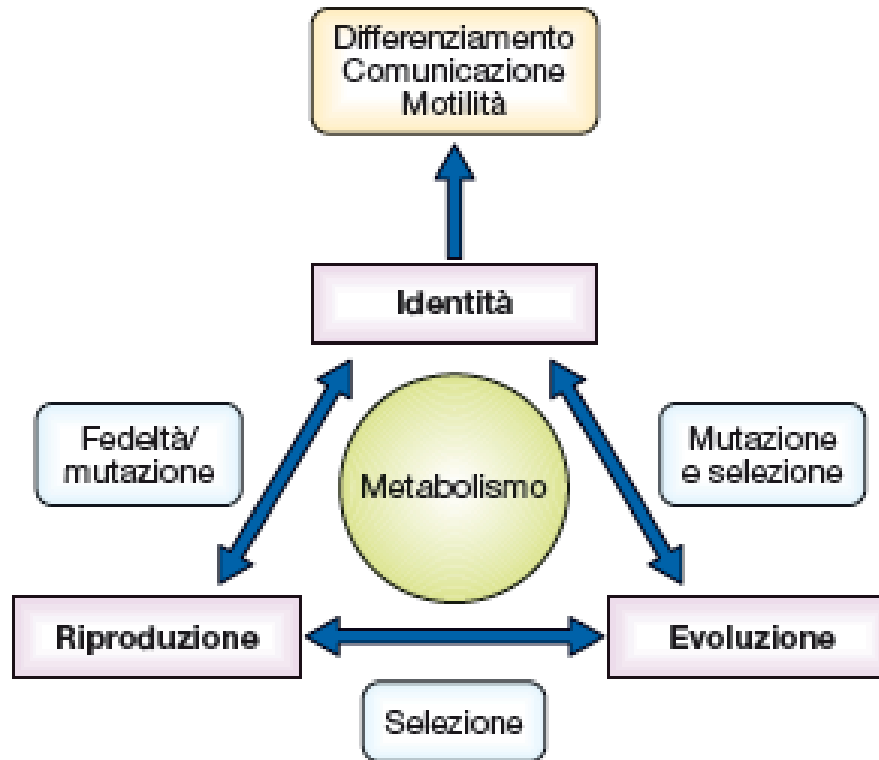 Differenziamento
Comunicazione
Motilità
Identità
Fedeltà/
mutazione
Mutazione
e selezione
Metabolismo
Riproduzione
Evoluzione
Selezione